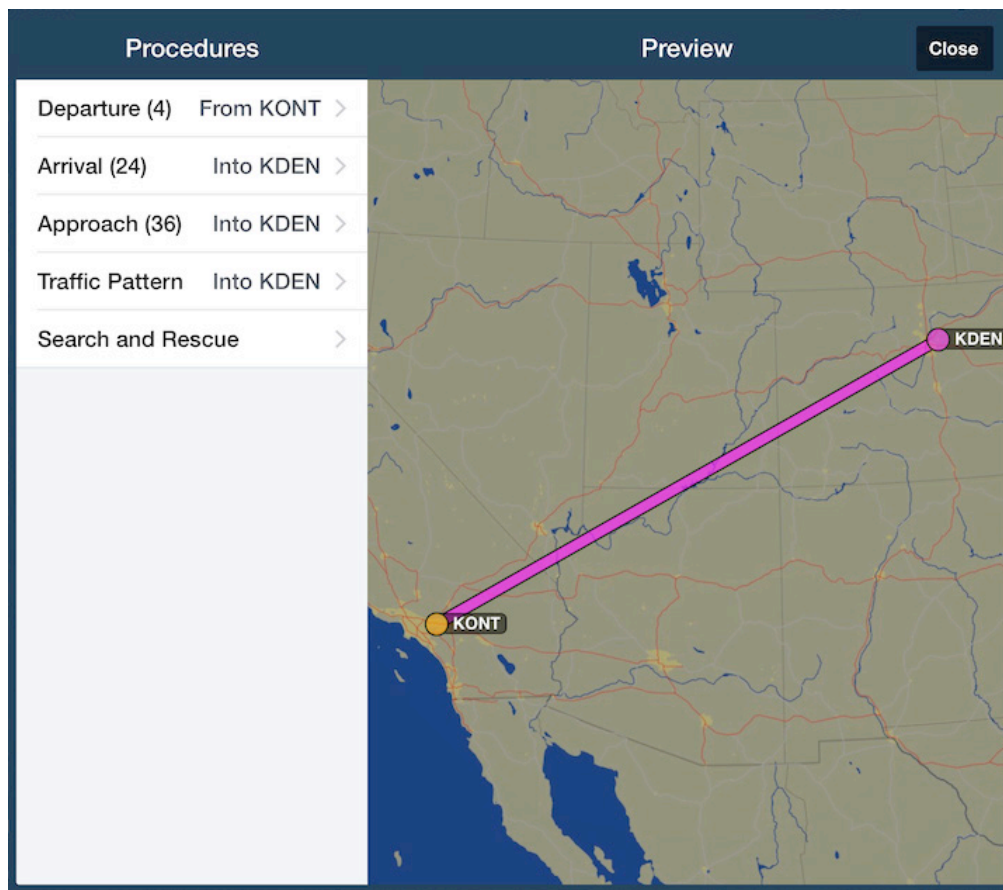 Procedures
Preview
Close
Departure (4) From KONT
Arrival (24) Into KDEN
Approach (36) Into KDEN
Traffic Pattern Into KDEN
Search and Rescue
KDEN
KONT